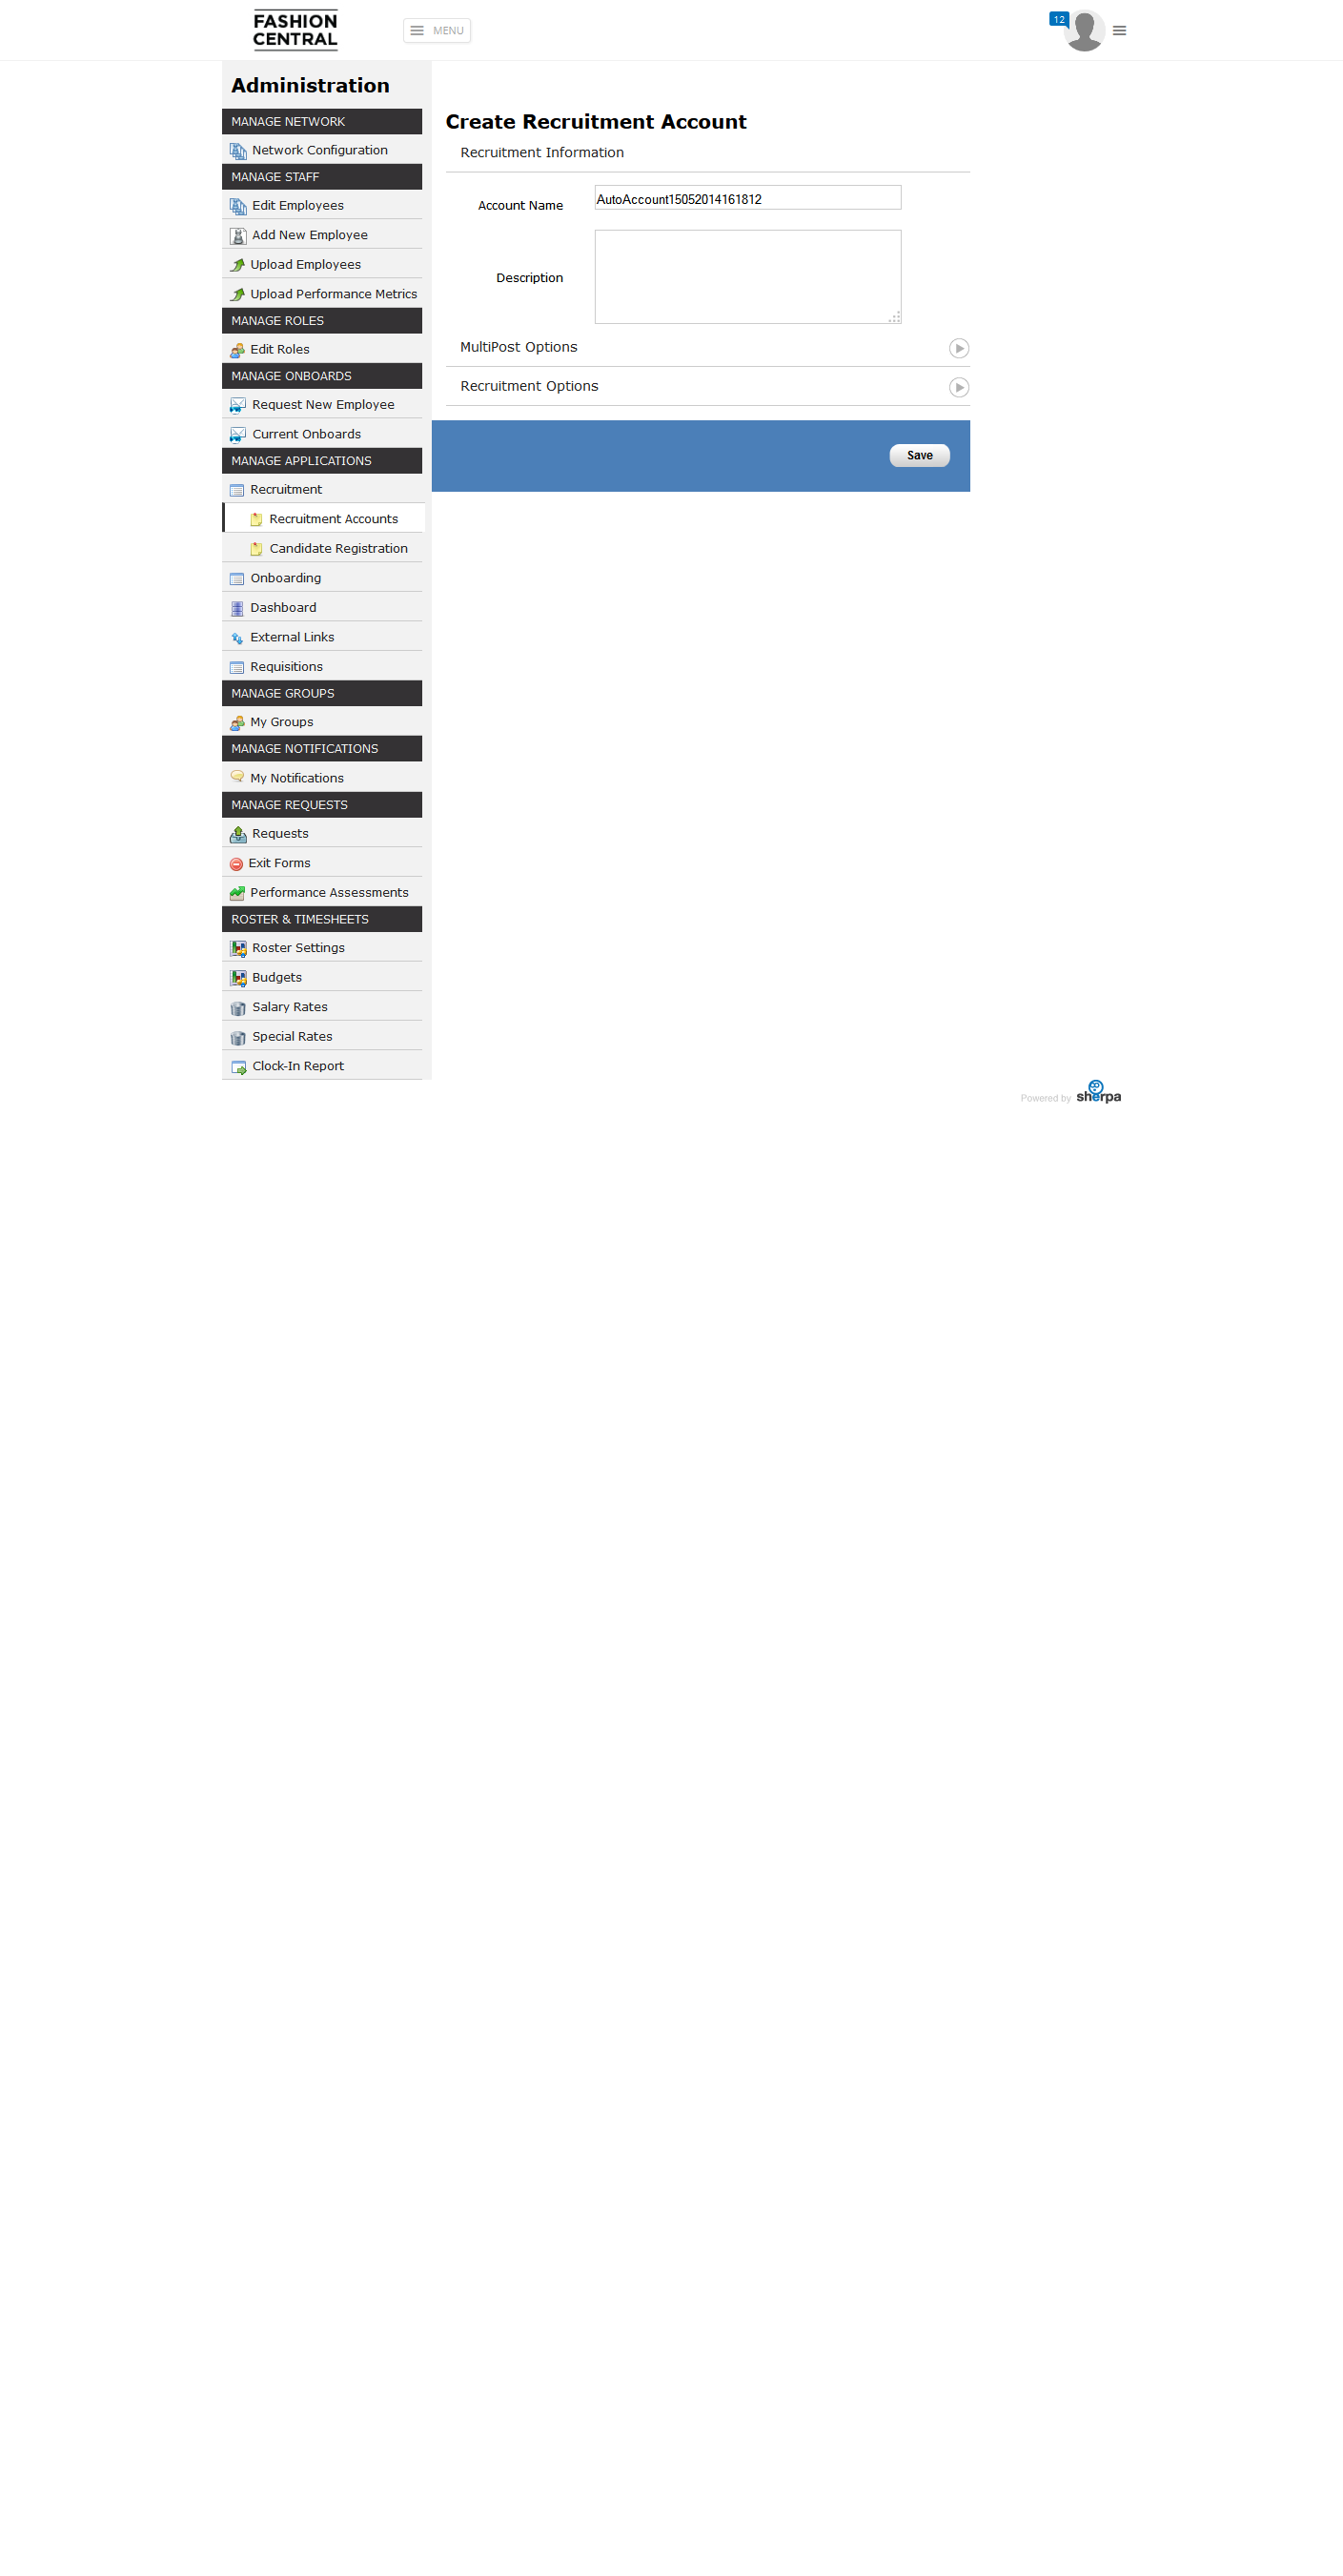 FASHION
CENTRAL
MENU
12
Administration
MANAGE NETWORK
Network Configuration
MANAGE STAFF
Edit Employees
Add New Employee
Upload Employees
Upload Performance Metrics
MANAGE ROLES
Edit Roles
MANAGE ONBOARDS
Request New Employee
Current Onboards
MANAGE APPLICATIONS
Recruitment
Recruitment Accounts
Candidate Registration
Onboarding
Dashboard
External Links
Requisitions
MANAGE GROUPS
My Groups
MANAGE NOTIFICATIONS
My Notifications
MANAGE REQUESTS
Requests
Exit Forms
Performance Assessments
ROSTER & TIMESHEETS
Roster Settings
Budgets
Salary Rates
Special Rates
Clock-In Report
Create Recruitment Account
Recruitment Information
Account Name AutoAccount15052014161812
Description
MultiPost Options
Recruitment Options
Save
Powered by sherpa